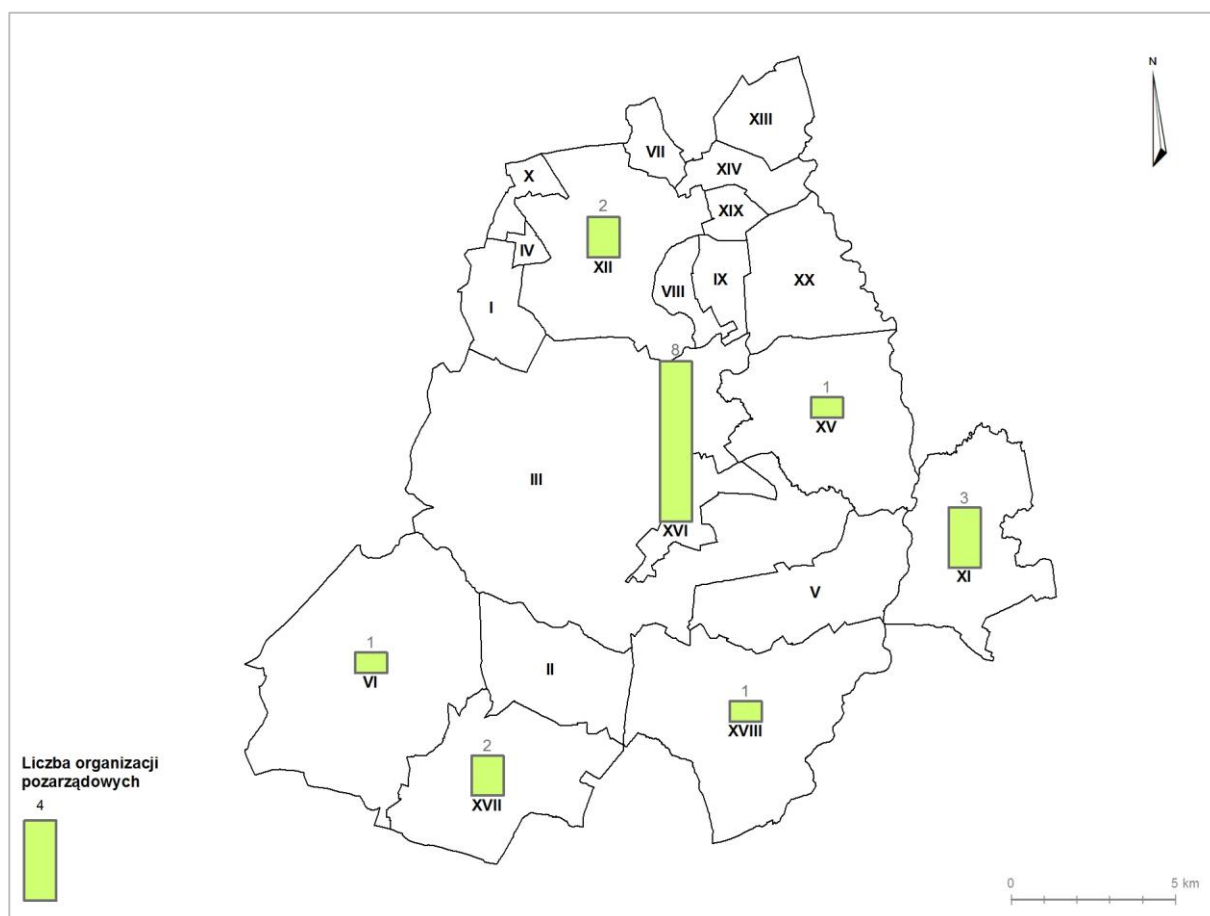 N
XIII
VII
XIV
X
XIX
2
IV
XII
VIII
IX
XX
I
8
1
XV
III
3
XVI
XI
V
1
VI
II
1
XVIII
2
XVII
Liczba organizacji
pozarządowych
4
0 5 km